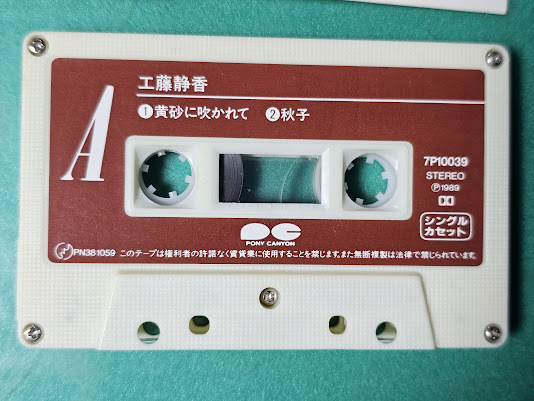 工藤静香
A
①黄砂に吹かれて ②秋子
7P10039
STEREO
Ⓟ1989
シングル
カセット
PONY CANYON
PN381059 このテープは権利者の許諾なく賃貸業に使用することを禁じます。また無断複製は法律で禁じられています。